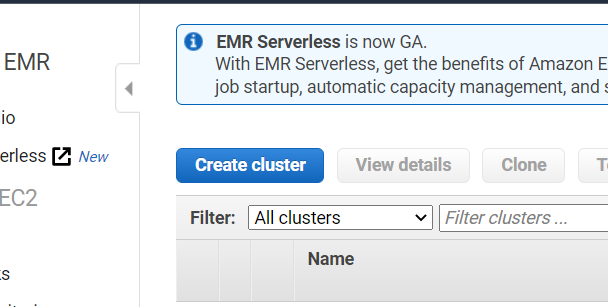 EMR
io
erless New
EC2
s
EMR Serverless is now GA.
With EMR Serverless, get the benefits of Amazon E
job startup, automatic capacity management, and s
Create cluster
View details
Clone
Filter: All clusters Filter clusters ...
Name